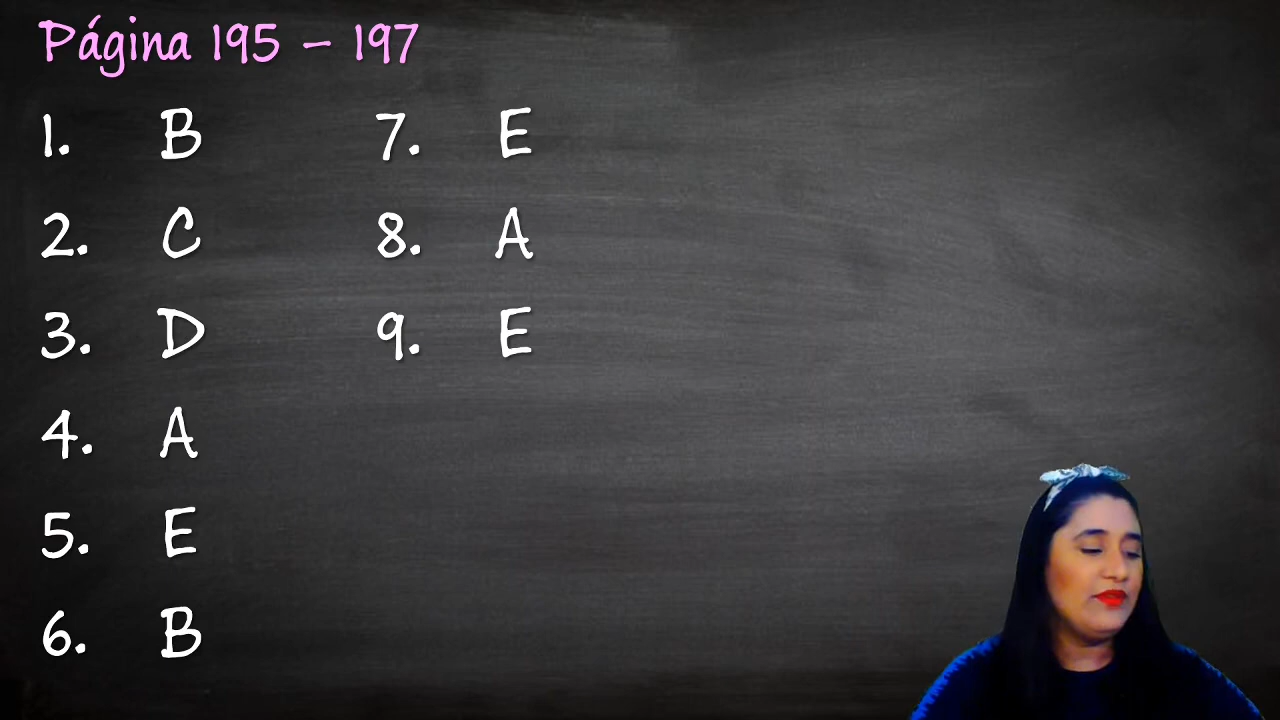 Página 195 – 197
1. B
2. C
3. D
4. A
5. E
6. B
7. E
8. A
9. E